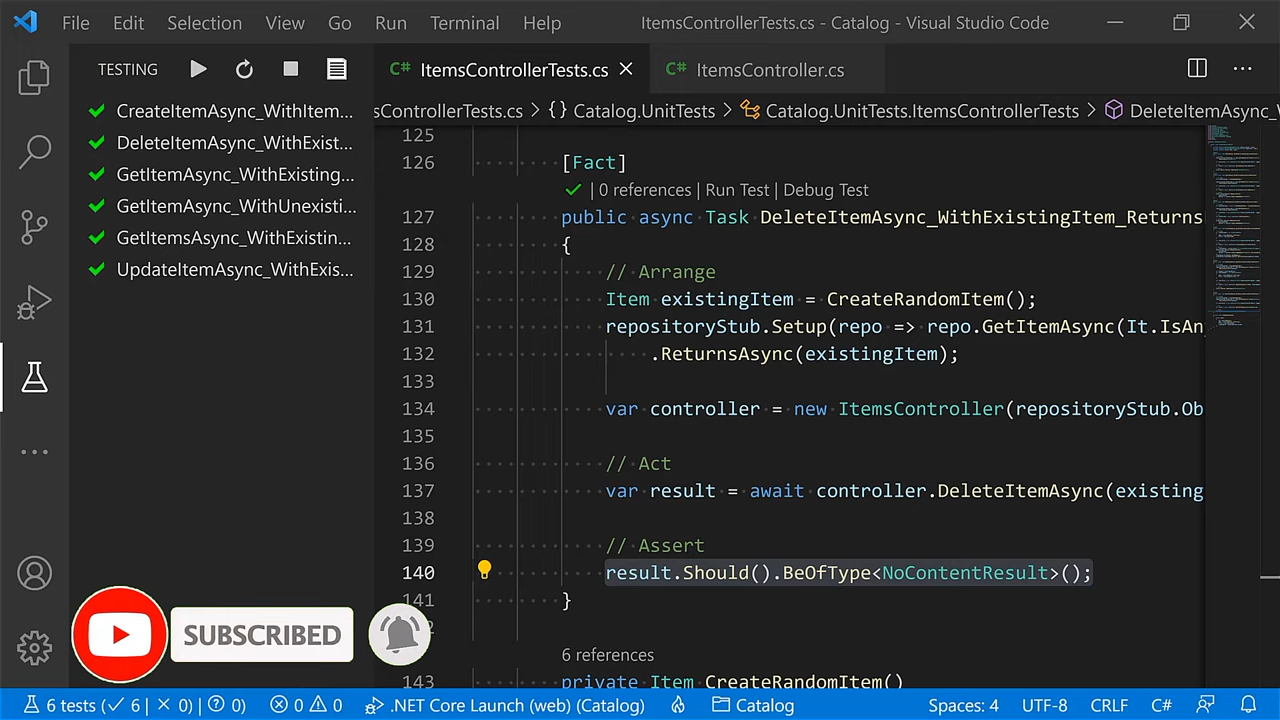 File Edit Selection View Go Run Terminal Help ItemsControllerTests.cs - Catalog - Visual Studio Code
TESTING
CreateItemAsync_WithItem...
DeleteItemAsync_WithExist...
GetItemAsync_WithExisting...
GetItemAsync_WithUnexisti...
GetItemsAsync_WithExistin...
UpdateItemAsync_WithExis...
C# ItemsControllerTests.cs C# ItemsController.cs
sControllerTests.cs > {} Catalog.UnitTests > Catalog.UnitTests.ItemsControllerTests > DeleteItemAsync_
125
126 [Fact]
✓ | 0 references | Run Test | Debug Test
127 public async Task DeleteItemAsync_WithExistingItem_Returns
128 {
129 // Arrange
130 Item existingItem = CreateRandomItem();
131 repositoryStub.Setup(repo => repo.GetItemAsync(It.IsAn
132 .ReturnsAsync(existingItem);
133
134 var controller = new ItemsController(repositoryStub.Ob
135
136 // Act
137 var result = await controller.DeleteItemAsync(existing
138
139 // Assert
140 result.Should().BeOfType<NoContentResult>();
141 }
6 references
143 private Item CreateRandomItem()
SUBSCRIBED
6 tests (✓ 6 | ✕ 0) | ? 0) 0 0 .NET Core Launch (web) (Catalog) Catalog Spaces: 4 UTF-8 CRLF C#